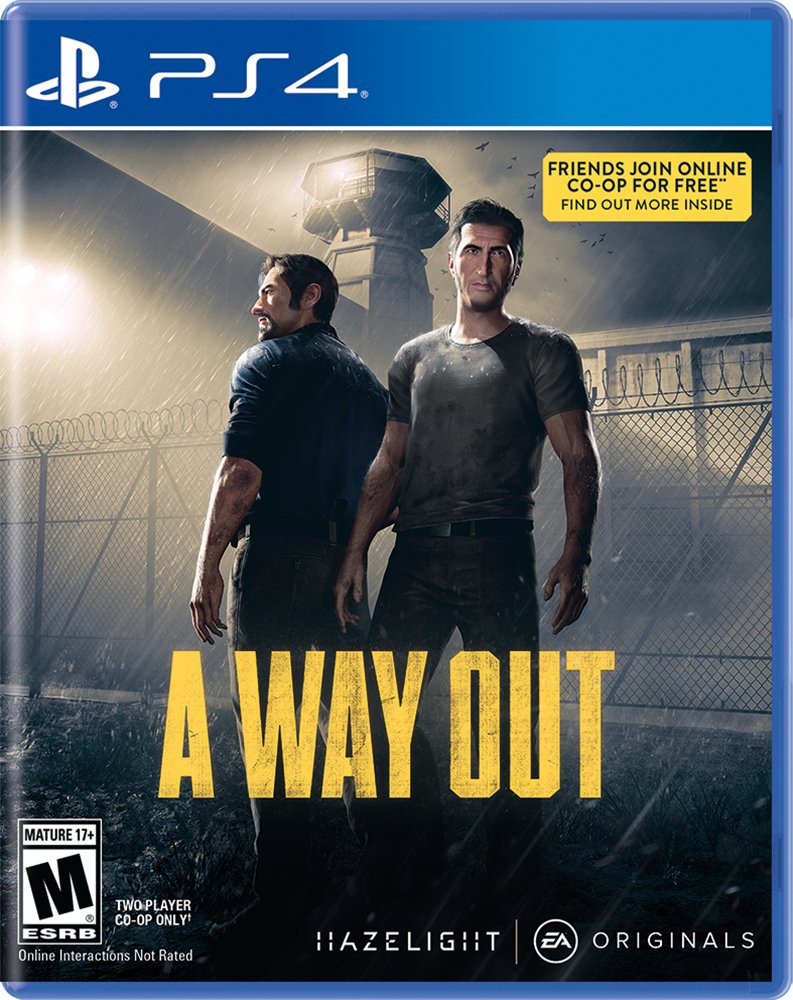 PS4®
FRIENDS JOIN ONLINE
CO-OP FOR FREE**
FIND OUT MORE INSIDE
A WAY OUT
MATURE 17+
M®
ESRB
Online Interactions Not Rated
TWO PLAYER
CO-OP ONLY†
HAZELIGHT
EA ORIGINALS